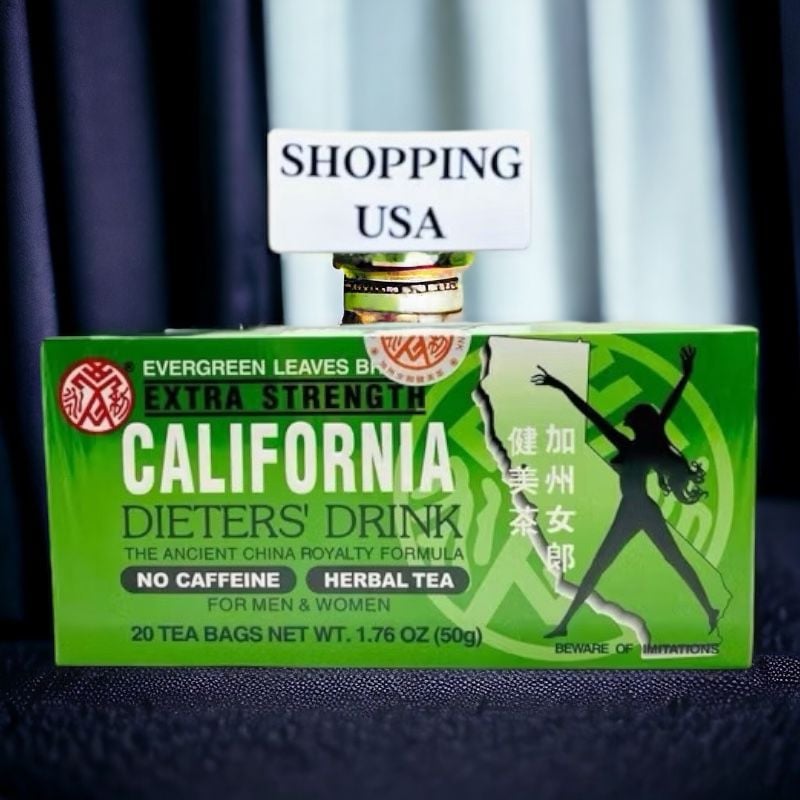 SHOPPING
USA
EVERGREEN LEAVES
EXTRA STRENGTH
CALIFORNIA
DIETERS' DRINK
THE ANCIENT CHINA ROYALTY FORMULA
NO CAFFEINE HERBAL TEA
FOR MEN & WOMEN
20 TEA BAGS NET WT. 1.76 OZ (50g)
加州女郎
健美茶
BEWARE OF IMITATIONS